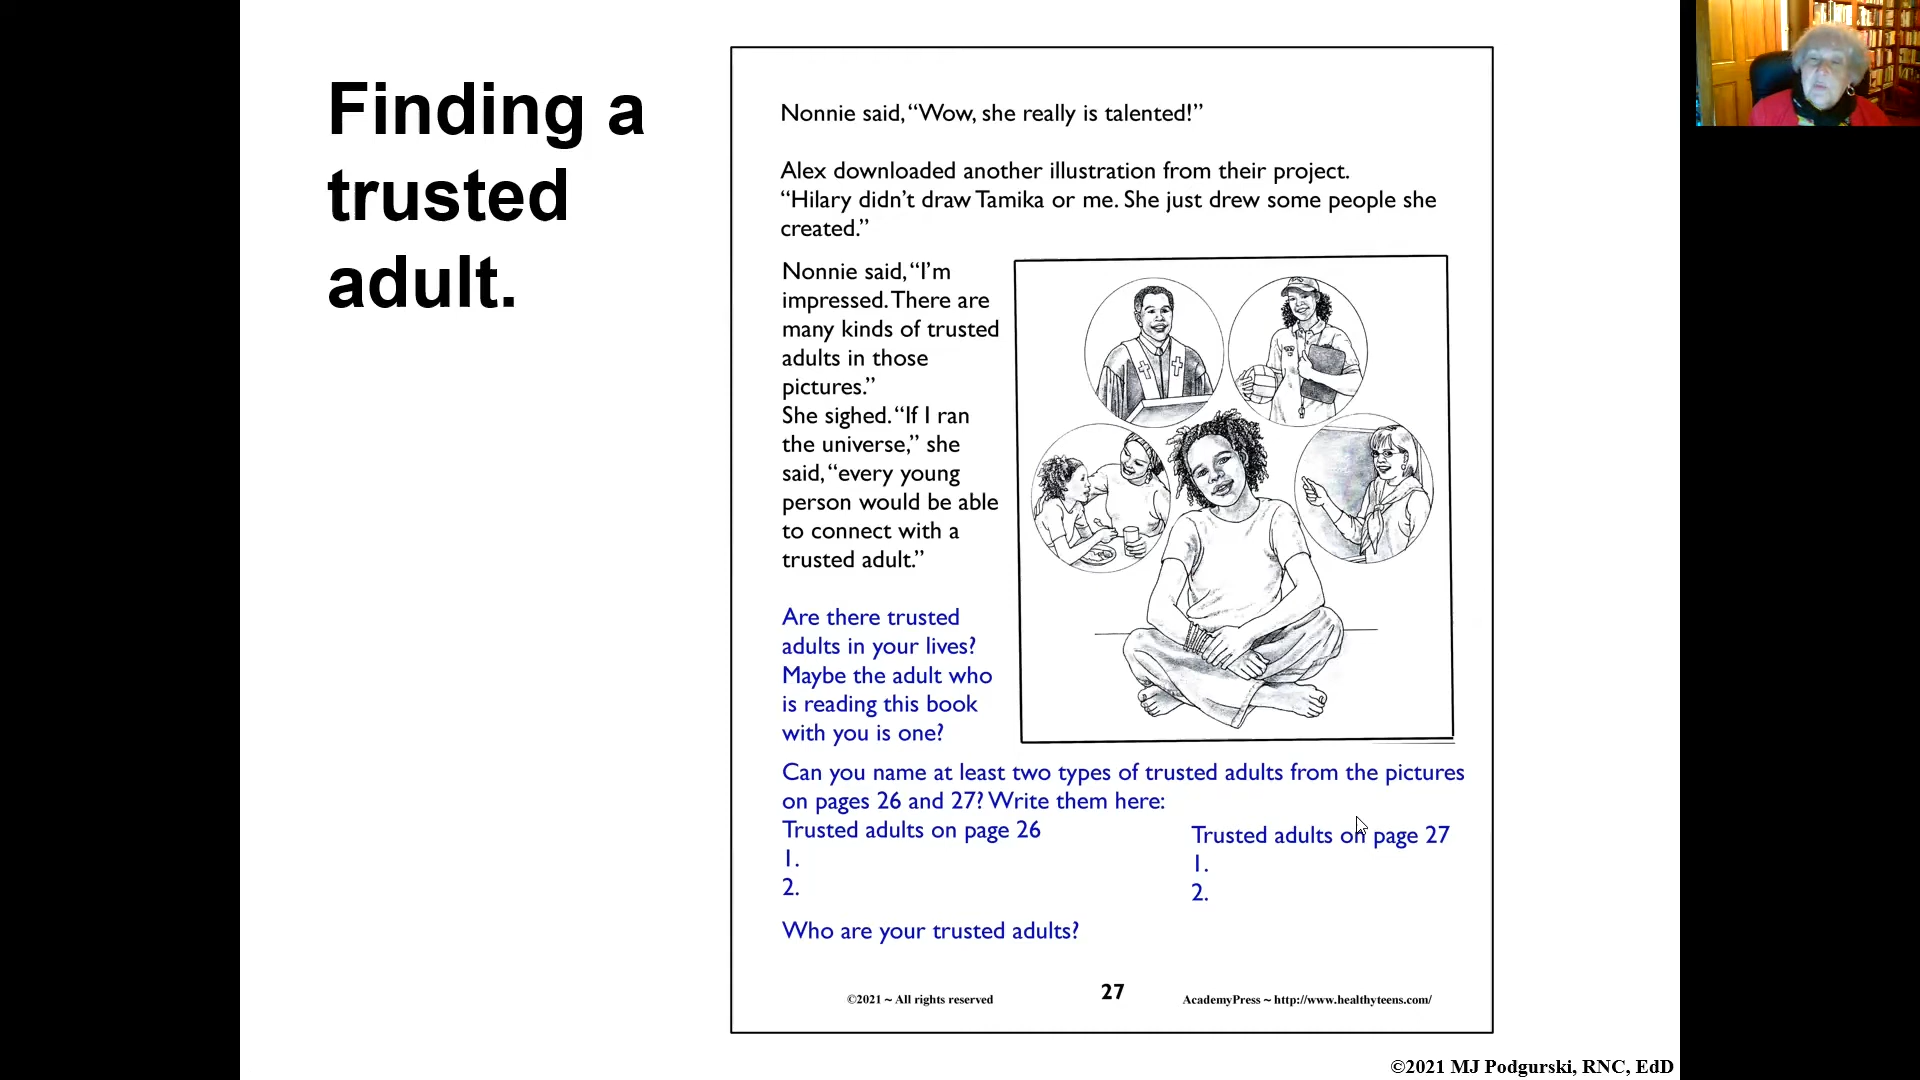 Finding a
trusted
adult.
Nonnie said, “Wow, she really is talented!”
Alex downloaded another illustration from their project.
“Hilary didn’t draw Tamika or me. She just drew some people she
created.”
Nonnie said, “I’m
impressed. There are
many kinds of trusted
adults in those
pictures.”
She sighed. “If I ran
the universe,” she
said, “every young
person would be able
to connect with a
trusted adult.”
Are there trusted
adults in your lives?
Maybe the adult who
is reading this book
with you is one?
Can you name at least two types of trusted adults from the pictures
on pages 26 and 27? Write them here:
Trusted adults on page 26
1.
2.
Trusted adults on page 27
1.
2.
Who are your trusted adults?
©2021 ~ All rights reserved
27
AcademyPress ~ http://www.healthyteens.com/
©2021 MJ Podgurski, RNC, EdD